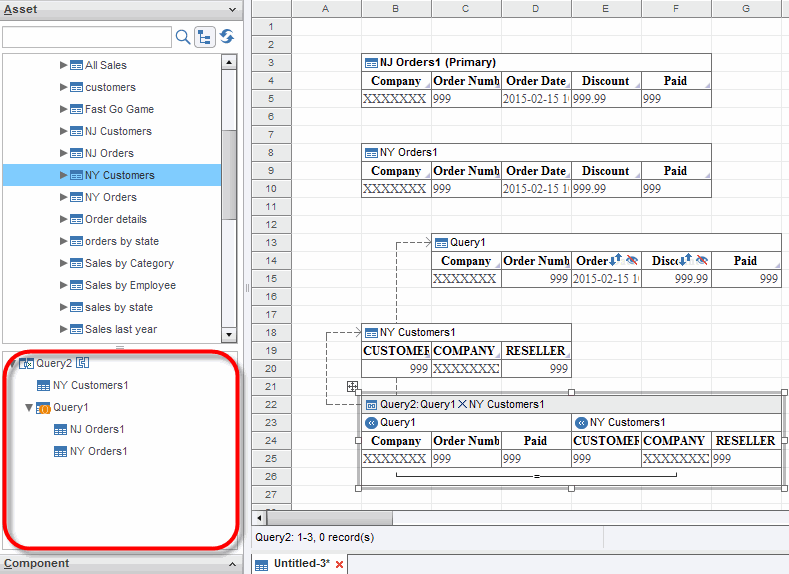 Asset
All Sales
customers
Fast Go Game
NJ Customers
NJ Orders
NY Customers
NY Orders
Order details
orders by state
Sales by Category
Sales by Employee
sales by state
Sales last year
Query2
NY Customers1
Query1
NJ Orders1
NY Orders1
Component
A B C D E F G
1
2
3 NJ Orders1 (Primary)
4 Company Order Numb Order Date Discount Paid
5 XXXXXXX 999 2015-02-15 1 999.99 999
6
7
8 NY Orders1
9 Company Order Numb Order Date Discount Paid
10 XXXXXXX 999 2015-02-15 1 999.99 999
11
12
13 Query1
14 Company Order Numb Order Disc Paid
15 XXXXXXX 999 2015-02-15 1 999.99 999
16
17
18 NY Customers1
19 CUSTOMER COMPANY RESELLER
20 999 XXXXXXXX 999
21
22 Query2: Query1 X NY Customers1
23 Query1 NY Customers1
24 Company Order Numb Paid CUSTOMER COMPANY RESELLER
25 XXXXXXX 999 999 999 XXXXXXXX 999
26 =
27
Query2: 1-3, 0 record(s)
Untitled-3*